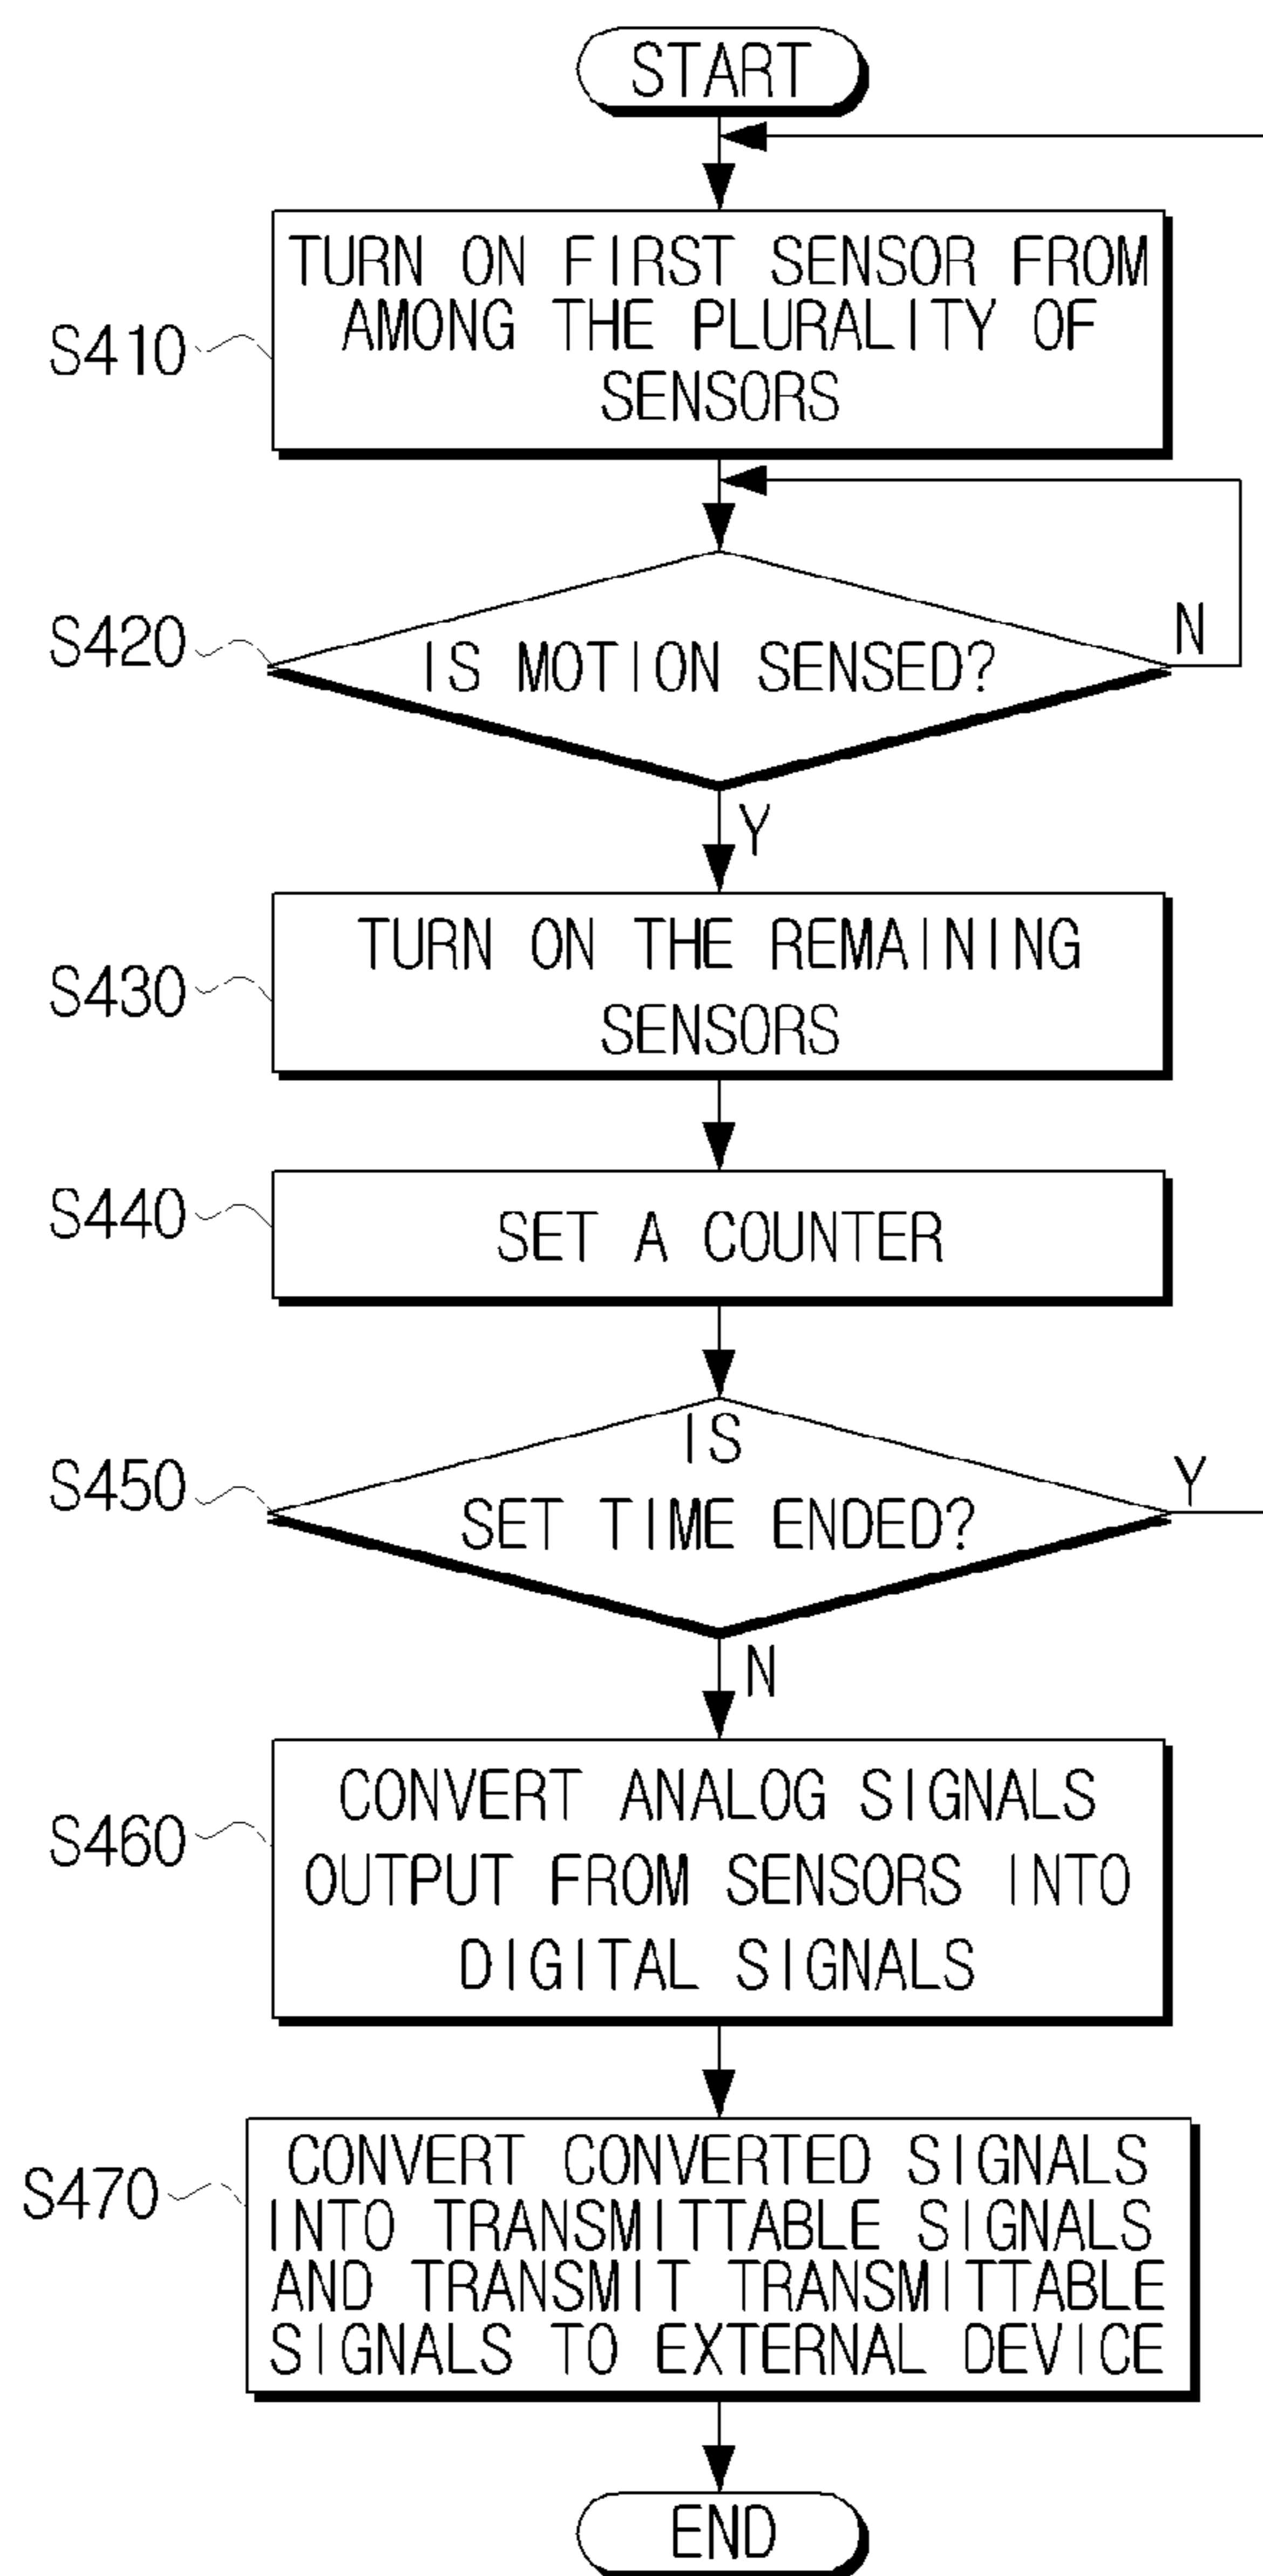 START
TURN ON FIRST SENSOR FROM
AMONG THE PLURALITY OF
SENSORS
S410
IS MOTION SENSED?
S420
N
Y
TURN ON THE REMAINING
SENSORS
S430
SET A COUNTER
S440
IS
SET TIME ENDED?
S450
Y
N
CONVERT ANALOG SIGNALS
OUTPUT FROM SENSORS INTO
DIGITAL SIGNALS
S460
CONVERT CONVERTED SIGNALS
INTO TRANSMITTABLE SIGNALS
AND TRANSMIT TRANSMITTABLE
SIGNALS TO EXTERNAL DEVICE
S470
END